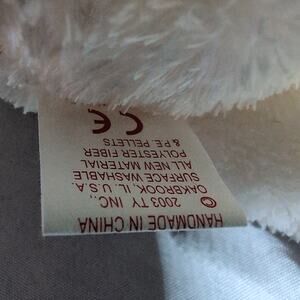 HANDMADE IN CHINA
© 2003 TY INC.,
OAKBROOK, IL, U.S.A.
SURFACE WASHABLE
ALL NEW MATERIAL
POLYESTER FIBER
& P.E. PELLETS
CE